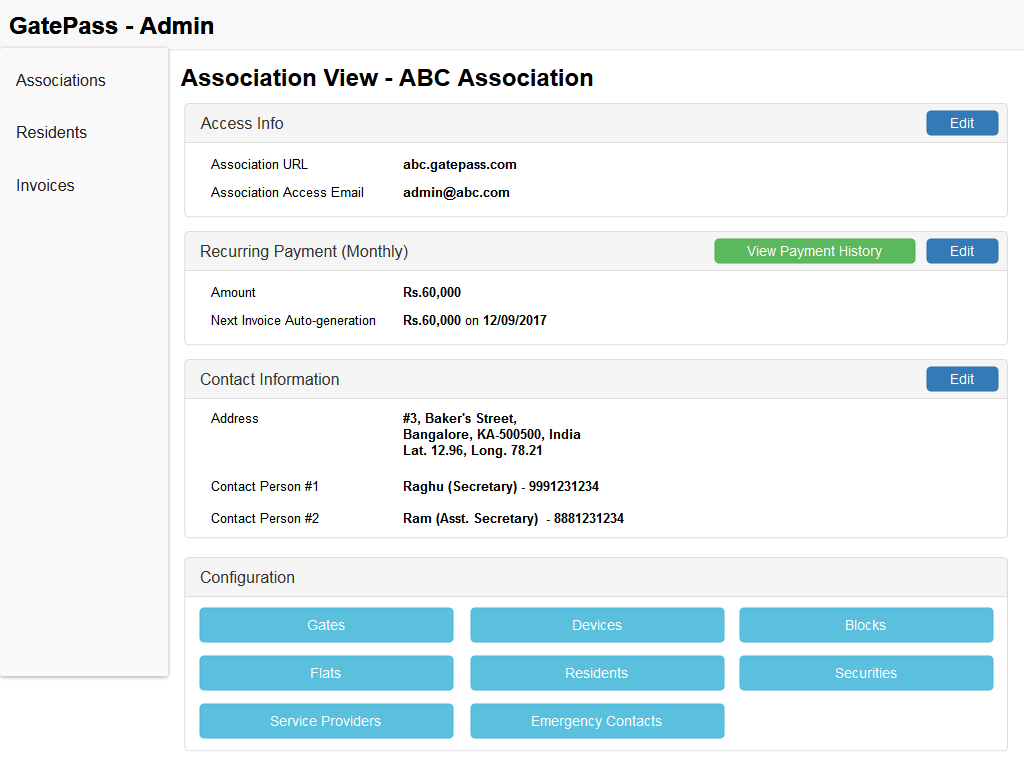 GatePass - Admin
Associations
Residents
Invoices
Association View - ABC Association
Access Info
Edit
Association URL abc.gatepass.com
Association Access Email admin@abc.com
Recurring Payment (Monthly)
View Payment History
Edit
Amount Rs.60,000
Next Invoice Auto-generation Rs.60,000 on 12/09/2017
Contact Information
Edit
Address #3, Baker's Street,
Bangalore, KA-500500, India
Lat. 12.96, Long. 78.21
Contact Person #1 Raghu (Secretary) - 9991231234
Contact Person #2 Ram (Asst. Secretary)  - 8881231234
Configuration
Gates Devices Blocks
Flats Residents Securities
Service Providers Emergency Contacts